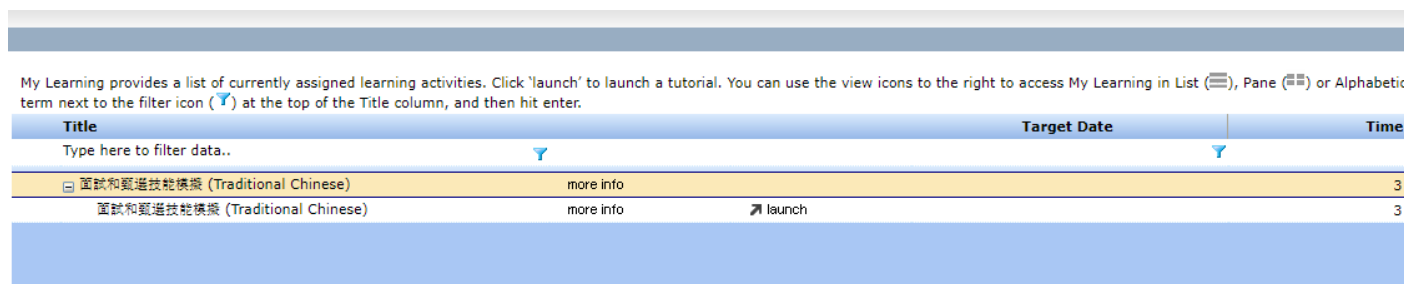 My Learning provides a list of currently assigned learning activities. Click `launch′ to launch a tutorial. You can use the view icons to the right to access My Learning in List (), Pane () or Alphabetic
term next to the filter icon () at the top of the Title column, and then hit enter.
Title Target Date Time
Type here to filter data..
面試和甄選技能模擬 (Traditional Chinese) more info 3
面試和甄選技能模擬 (Traditional Chinese) more info launch 3